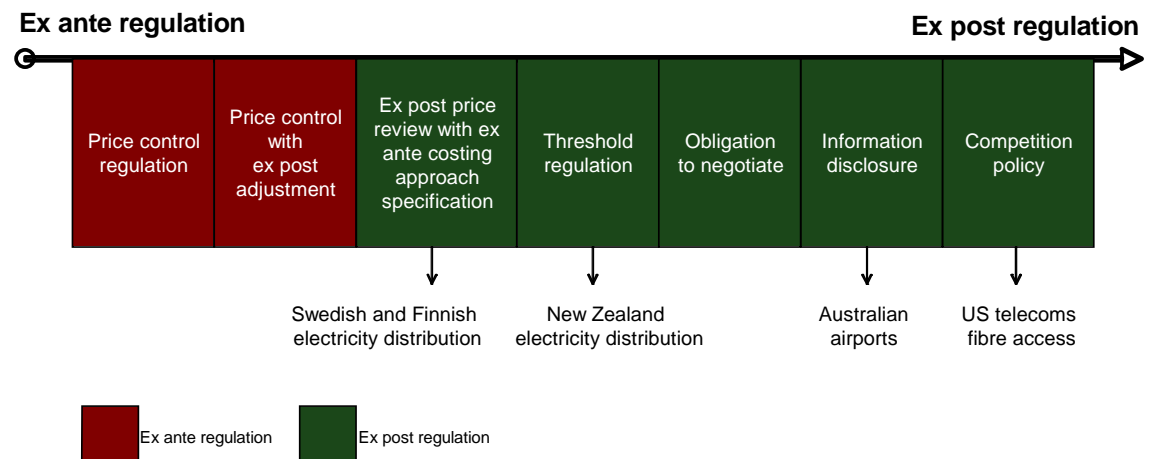 Ex ante regulation
Ex post regulation
Price control
regulation
Price control
with
ex post
adjustment
Ex post price
review with ex
ante costing
approach
specification
Threshold
regulation
Obligation
to negotiate
Information
disclosure
Competition
policy
Swedish and Finnish
electricity distribution
New Zealand
electricity distribution
Australian
airports
US telecoms
fibre access
Ex ante regulation
Ex post regulation